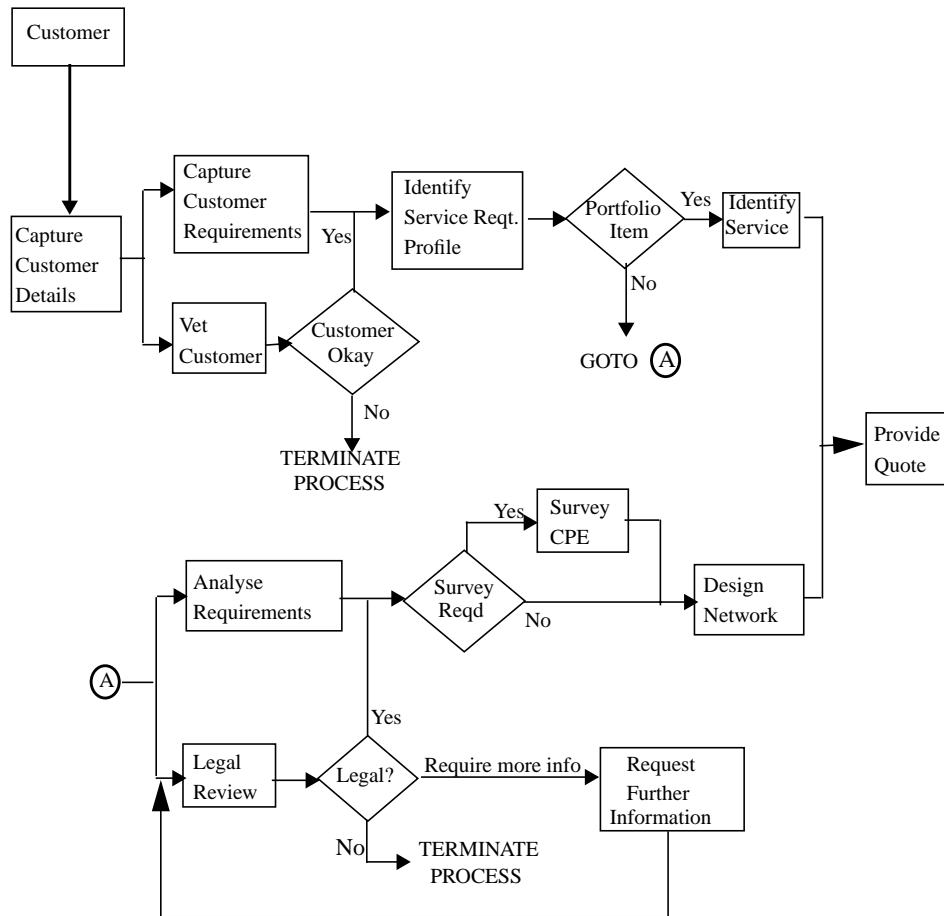 Customer
Capture
Customer
Requirements
Identify
Service Reqt.
Profile
Portfolio
Item
Yes
Identify
Service
Capture
Customer
Details
Yes
No
Vet
Customer
Customer
Okay
GOTO A
No
TERMINATE
PROCESS
Provide
Quote
Yes
Survey
CPE
Analyse
Requirements
Survey
Reqd
No
Design
Network
A
Yes
Legal
Review
Legal?
Require more info
Request
Further
Information
No
TERMINATE
PROCESS